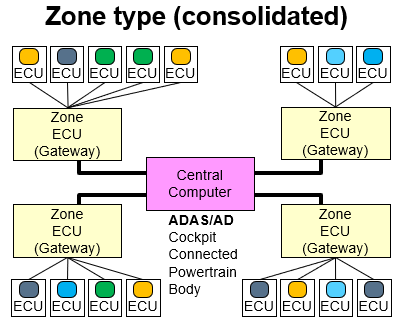 Zone type (consolidated)
ECU ECU ECU ECU ECU
ECU ECU ECU
Zone
ECU
(Gateway)
Zone
ECU
(Gateway)
Central
Computer
ADAS/AD
Cockpit
Connected
Powertrain
Body
Zone
ECU
(Gateway)
Zone
ECU
(Gateway)
ECU ECU ECU ECU
ECU ECU ECU ECU